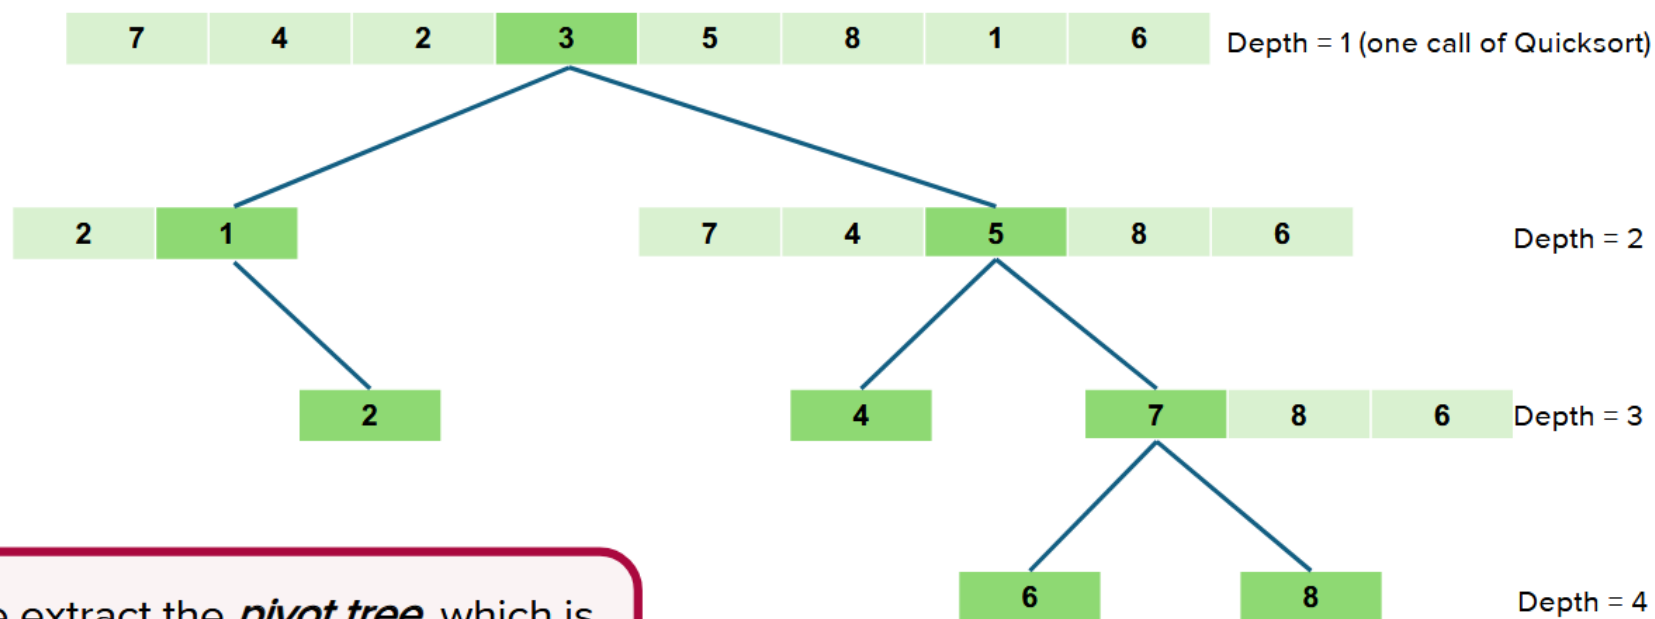 7 4 2 3 5 8 1 6 Depth = 1 (one call of Quicksort)
2 1 7 4 5 8 6 Depth = 2
2 4 7 8 6 Depth = 3
6 8 Depth = 4
extract the pivot tree, which is